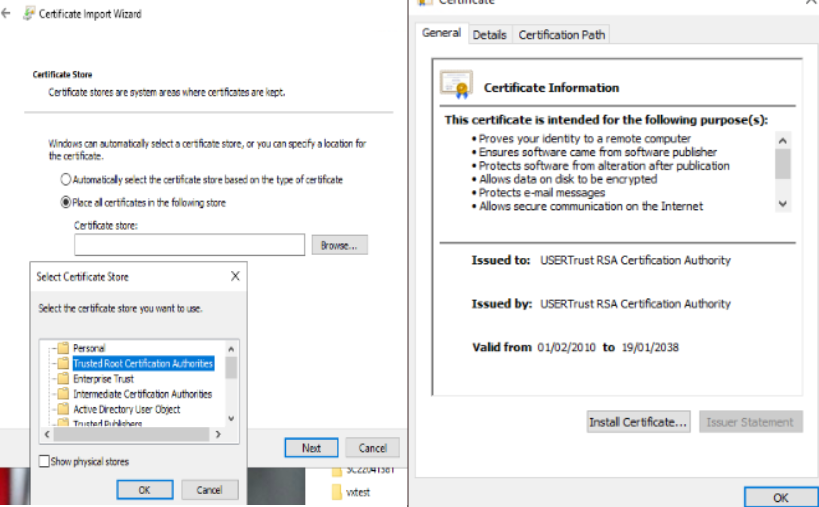 Certificate Import Wizard
Certificate Store
Certificate stores are system areas where certificates are kept.
Windows can automatically select a certificate store, or you can specify a location for
the certificate.
Automatically select the certificate store based on the type of certificate
Place all certificates in the following store
Certificate store:
Browse...
Select Certificate Store
Select the certificate store you want to use.
Personal
Trusted Root Certification Authorities
Enterprise Trust
Intermediate Certification Authorities
Active Directory User Object
Trusted Publishers
Show physical stores
OK Cancel
Next Cancel
SC22041381
vxtest
Certificate
General Details Certification Path
Certificate Information
This certificate is intended for the following purpose(s):
• Proves your identity to a remote computer
• Ensures software came from software publisher
• Protects software from alteration after publication
• Allows data on disk to be encrypted
• Protects e-mail messages
• Allows secure communication on the Internet
Issued to: USERTrust RSA Certification Authority
Issued by: USERTrust RSA Certification Authority
Valid from 01/02/2010 to 19/01/2038
Install Certificate... Issuer Statement
OK